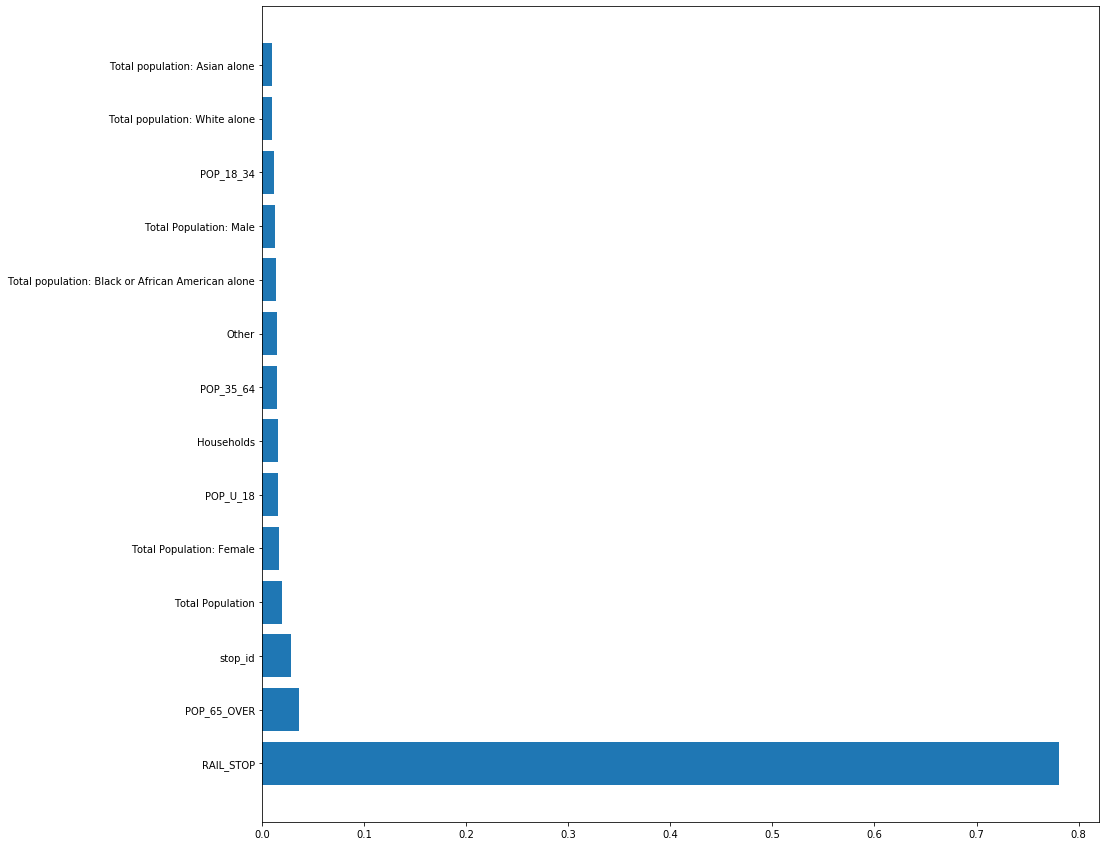 Total population: Asian alone
Total population: White alone
POP_18_34
Total Population: Male
Total population: Black or African American alone
Other
POP_35_64
Households
POP_U_18
Total Population: Female
Total Population
stop_id
POP_65_OVER
RAIL_STOP
0.0 0.1 0.2 0.3 0.4 0.5 0.6 0.7 0.8